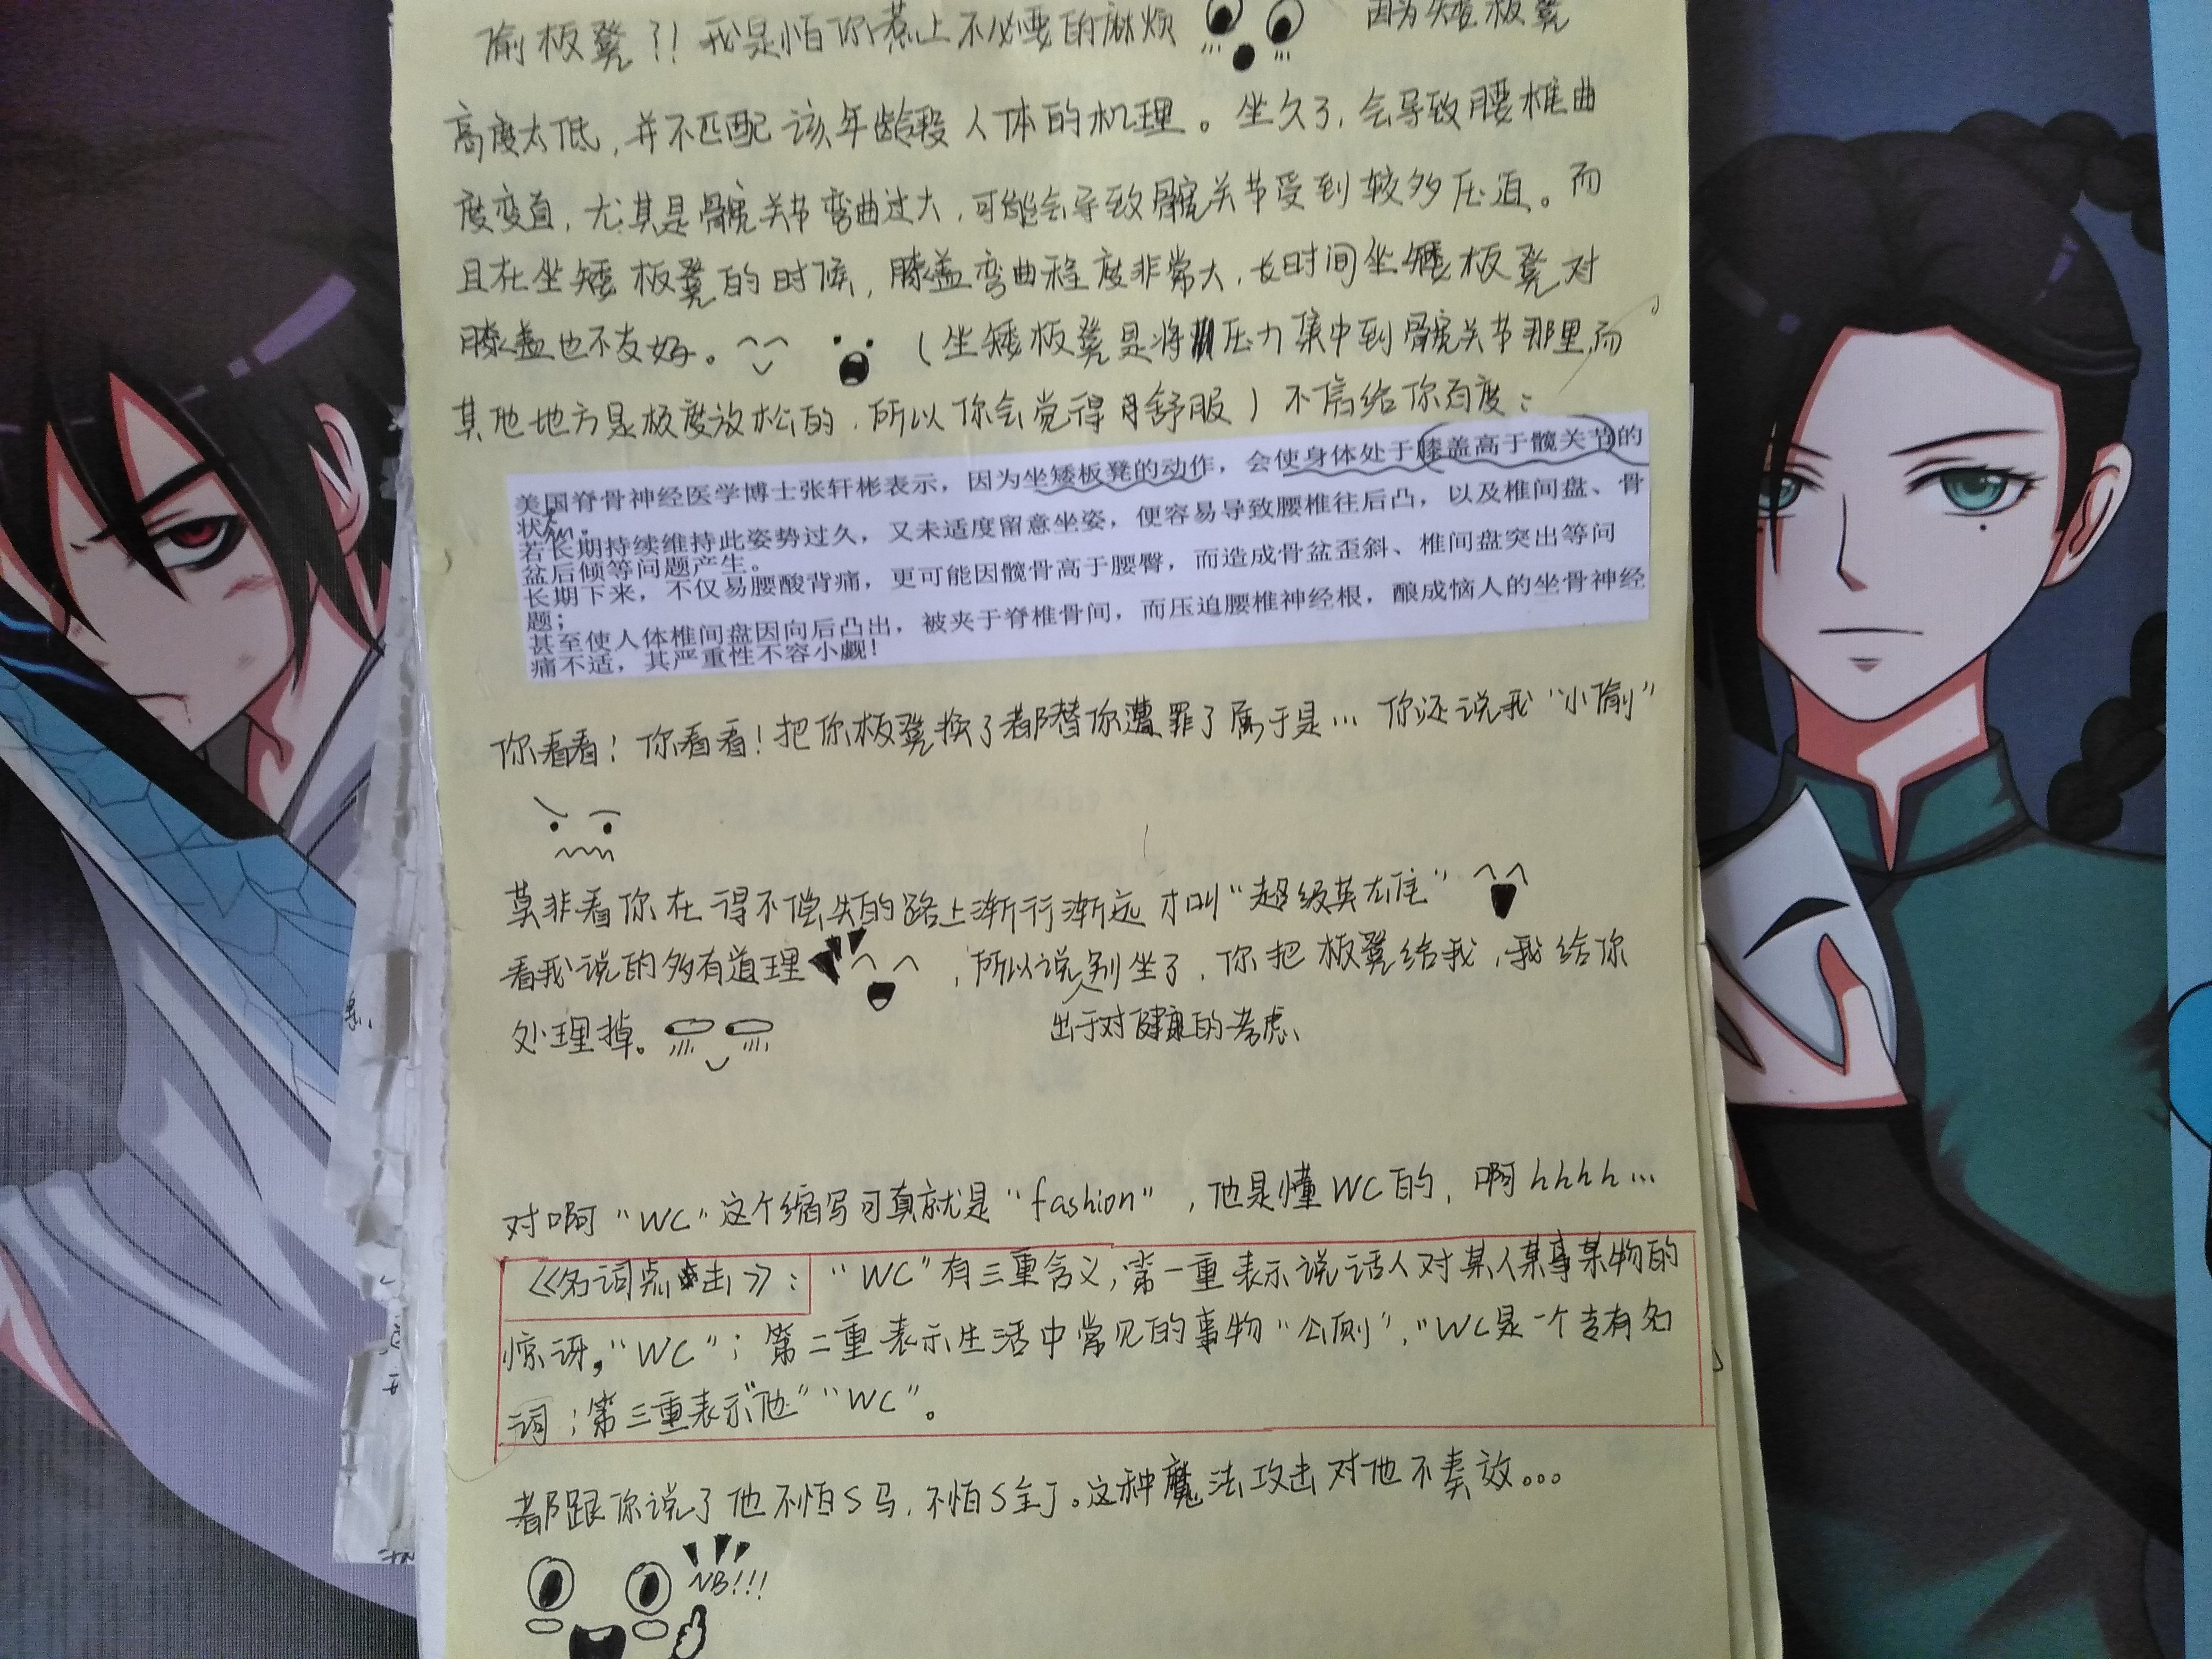 偷板凳？！我是怕你惹上不必要的麻烦 因为矮板凳
高度太低，并不匹配该年龄段人体的机理。坐久了，会导致腰椎曲
度变直，尤其是髋关节弯曲过大，可能会导致髋关节受到较多压迫。而
且在坐矮板凳的时候，膝盖弯曲程度非常大，长时间坐矮板凳对
膝盖也不友好。（坐矮板凳是将压力集中到髋关节那里，而
其他地方是极度放松的，所以你会觉得舒服）不信给你百度：
美国脊骨神经医学博士张轩彬表示，因为坐矮板凳的动作，会使身体处于膝盖高于髋关节的
状态。
若长期持续维持此姿势过久，又未适度留意坐姿，便容易导致腰椎往后凸，以及椎间盘、骨
盆后倾等问题产生。
长期下来，不仅易腰酸背痛，更可能因髋骨高于腰臀，而造成骨盆歪斜、椎间盘突出等问
题；
甚至使人体椎间盘因向后凸出，被夹于脊椎骨间，而压迫腰椎神经根，酿成恼人的坐骨神经
痛不适，其严重性不容小觑！
你看看！你看看！把你板凳换了都替你遭罪了属于是… 你还说我“小偷”
莫非看你在得不偿失的路上渐行渐远才叫“超级英雄”
看我说的多有道理，所以说别坐了，你把板凳给我，我给你
出于对健康的考虑、
处理掉。
对啊“WC”这个缩写可真就是“fashion”，他是懂WC的，啊hhhh…
《名词点击》：“WC”有三重含义，第一重表示说话人对某人某事某物的
惊讶，“WC”；第二重表示生活中常见的事物“公厕”，“WC是一个专有名
词；第三重表示“他”“WC”。
都跟你说了他不怕S马，不怕S全J。这种魔法攻击对他不奏效…
NB!!!